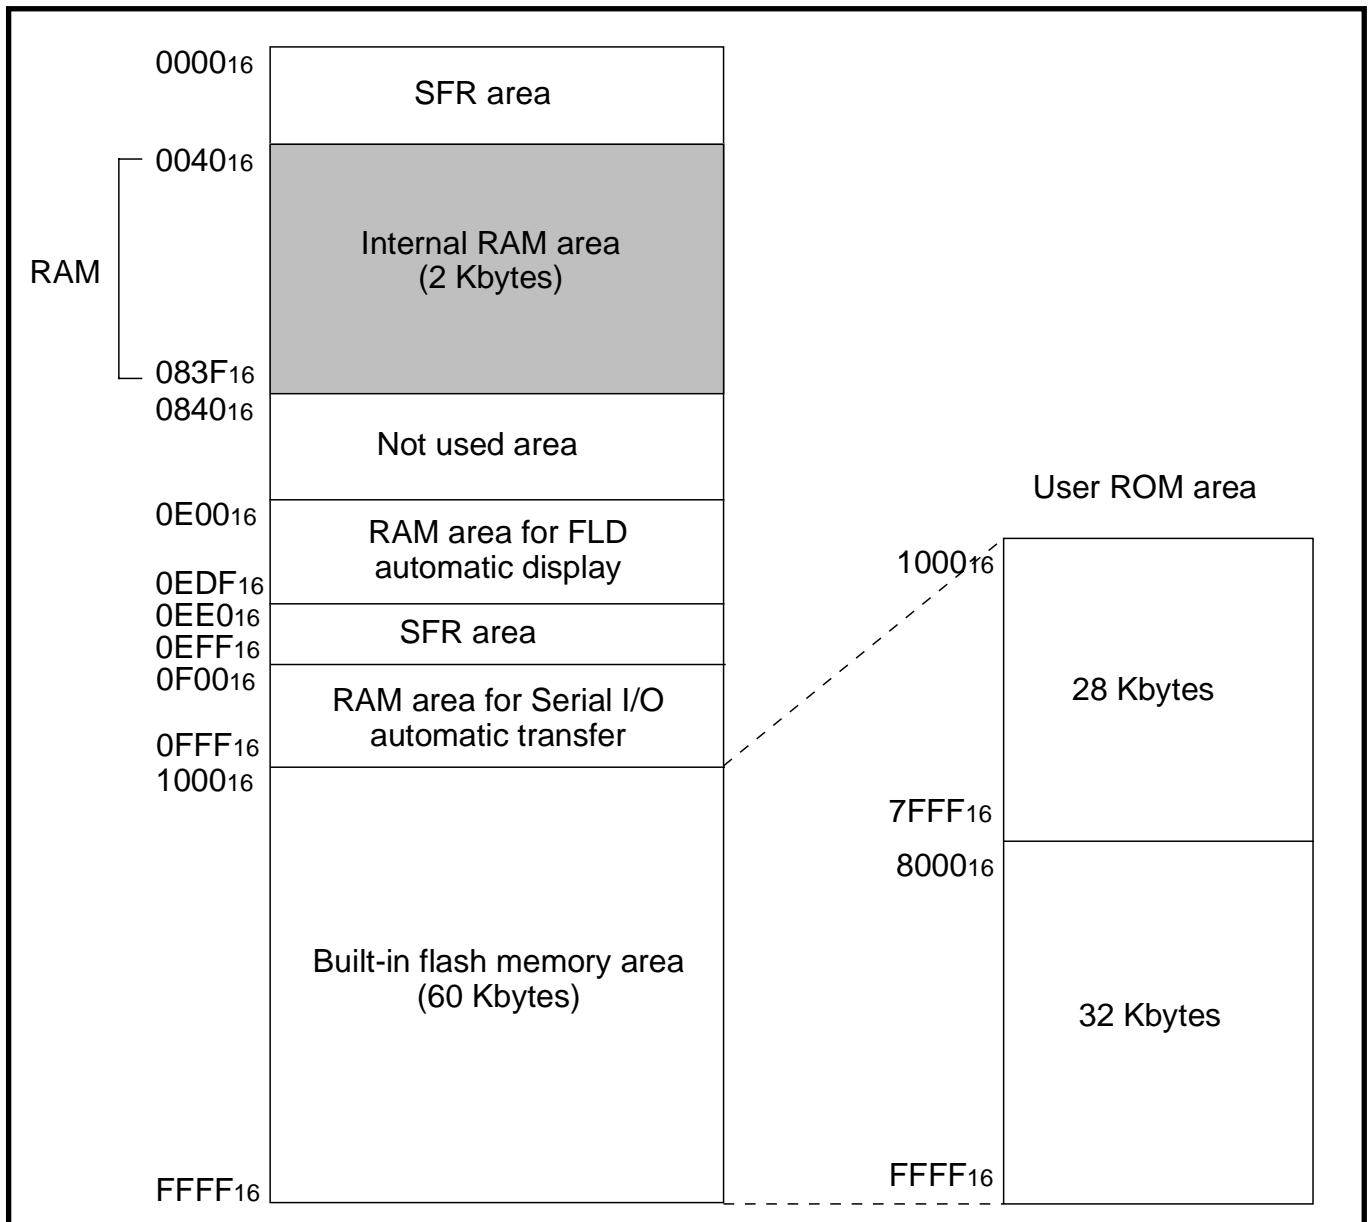 000016
SFR area
004016
RAM
Internal RAM area
(2 Kbytes)
083F16
084016
Not used area
0E0016
RAM area for FLD
automatic display
0EDF16
0EE016
SFR area
0EFF16
0F0016
RAM area for Serial I/O
automatic transfer
0FFF16
100016
Built-in flash memory area
(60 Kbytes)
FFFF16
User ROM area
100016
28 Kbytes
7FFF16
800016
32 Kbytes
FFFF16